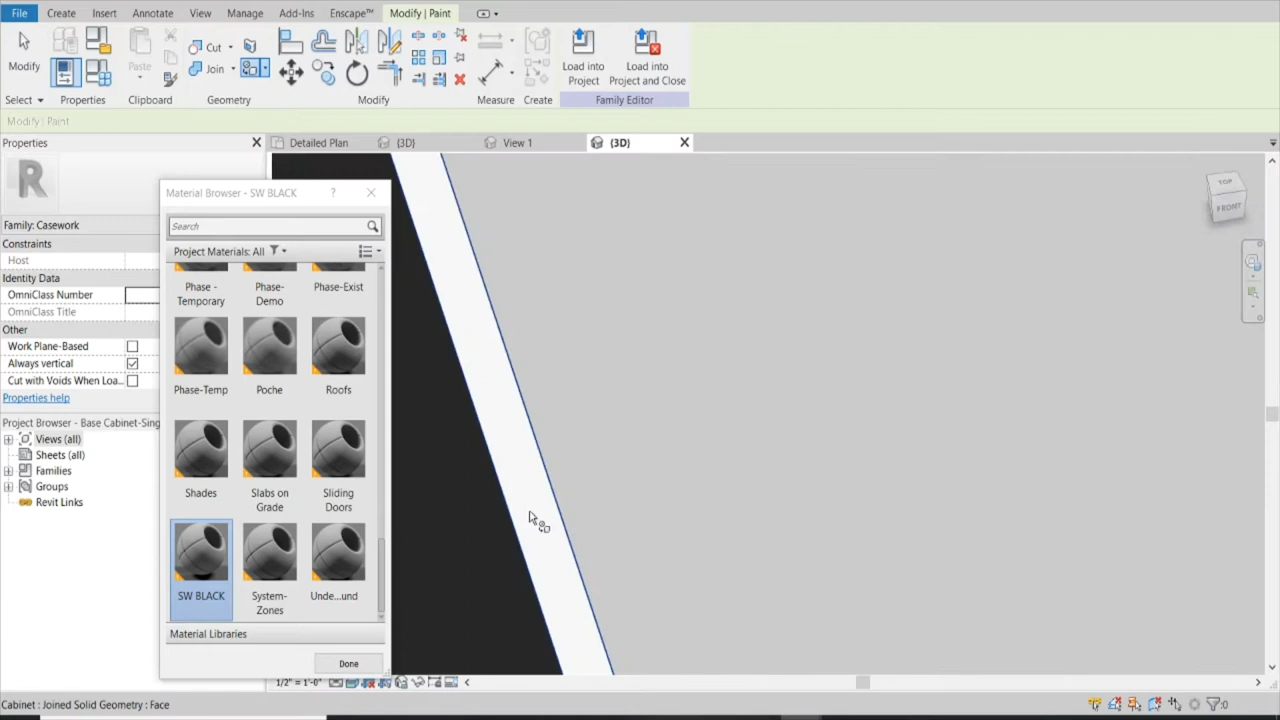 File Create Insert Annotate View Manage Add-Ins Enscape™ Modify | Paint
Modify
Paste
Cut
Join
Load into
Project
Load into
Project and Close
Select Properties Clipboard Geometry Modify Measure Create Family Editor
Modify | Paint
Properties
Detailed Plan {3D} View 1 {3D}
R
Family: Casework
Constraints
Host
Identity Data
OmniClass Number
OmniClass Title
Other
Work Plane-Based
Always vertical
Cut with Voids When Loa...
Properties help
Project Browser - Base Cabinet-Sing
Views (all)
Sheets (all)
Families
Groups
Revit Links
Material Browser - SW BLACK ?
Search
Project Materials: All
Phase -
Temporary
Phase-
Demo
Phase-Exist
Phase-Temp Poche Roofs
Shades
Slabs on
Grade
Sliding
Doors
SW BLACK
System-
Zones
Unde...und
Material Libraries
Done
TOP
FRONT
1/2" = 1'-0"
Cabinet : Joined Solid Geometry : Face
:0